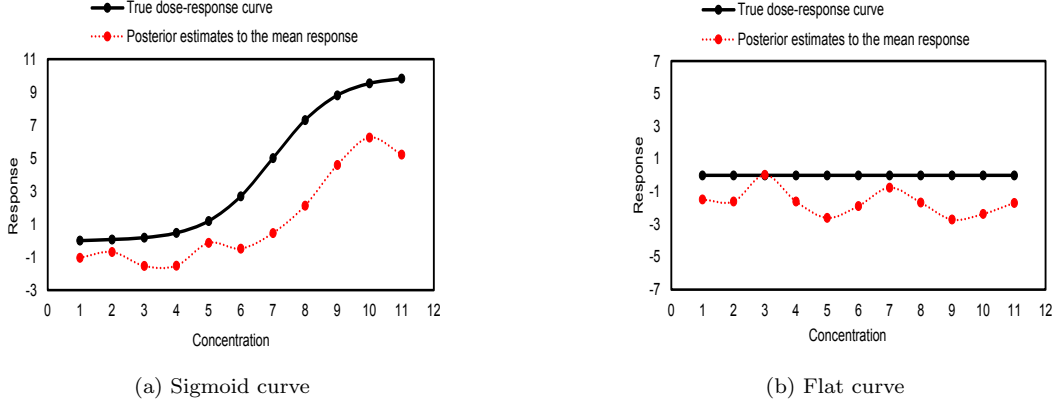 True dose-response curve
Posterior estimates to the mean response
11
9
7
5
3
1
-1
-3
Response
0 1 2 3 4 5 6 7 8 9 10 11 12
Concentration
(a) Sigmoid curve
True dose-response curve
Posterior estimates to the mean response
7
5
3
1
-1
-3
-5
-7
Response
0 1 2 3 4 5 6 7 8 9 10 11 12
Concentration
(b) Flat curve